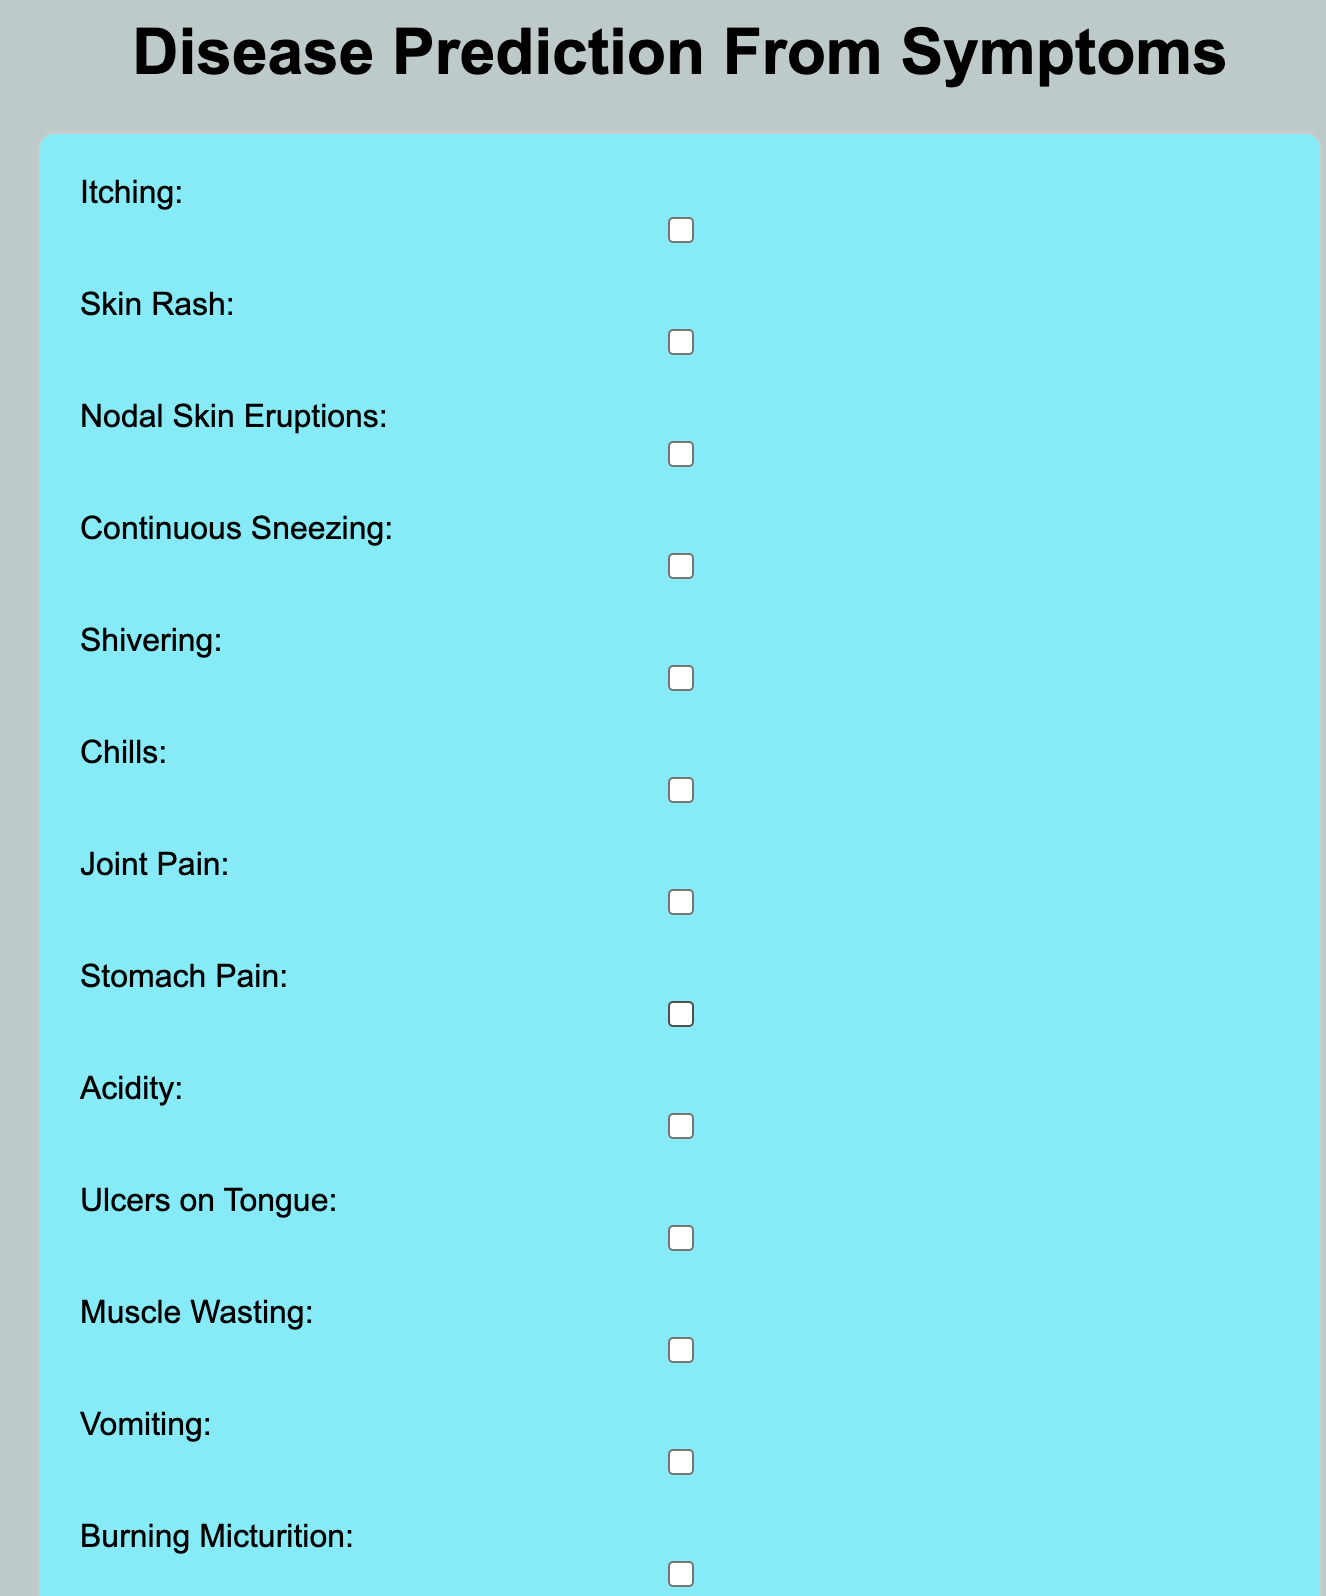 Disease Prediction From Symptoms
Itching:
Skin Rash:
Nodal Skin Eruptions:
Continuous Sneezing:
Shivering:
Chills:
Joint Pain:
Stomach Pain:
Acidity:
Ulcers on Tongue:
Muscle Wasting:
Vomiting:
Burning Micturition: